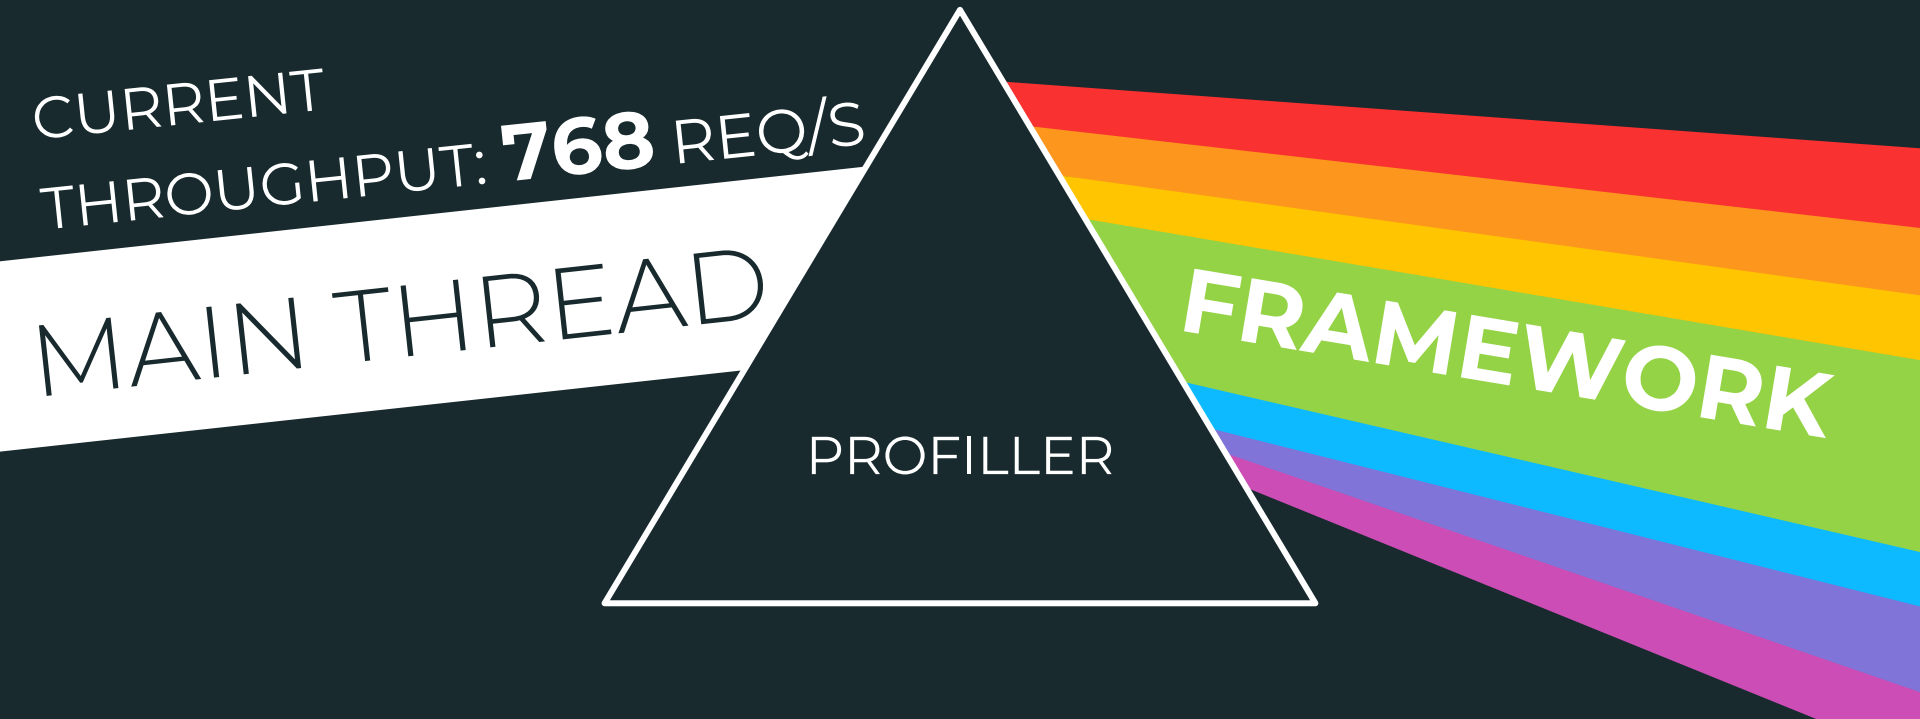 CURRENT
THROUGHPUT: 768 REQ/S
MAIN THREAD
PROFILLER
FRAMEWORK